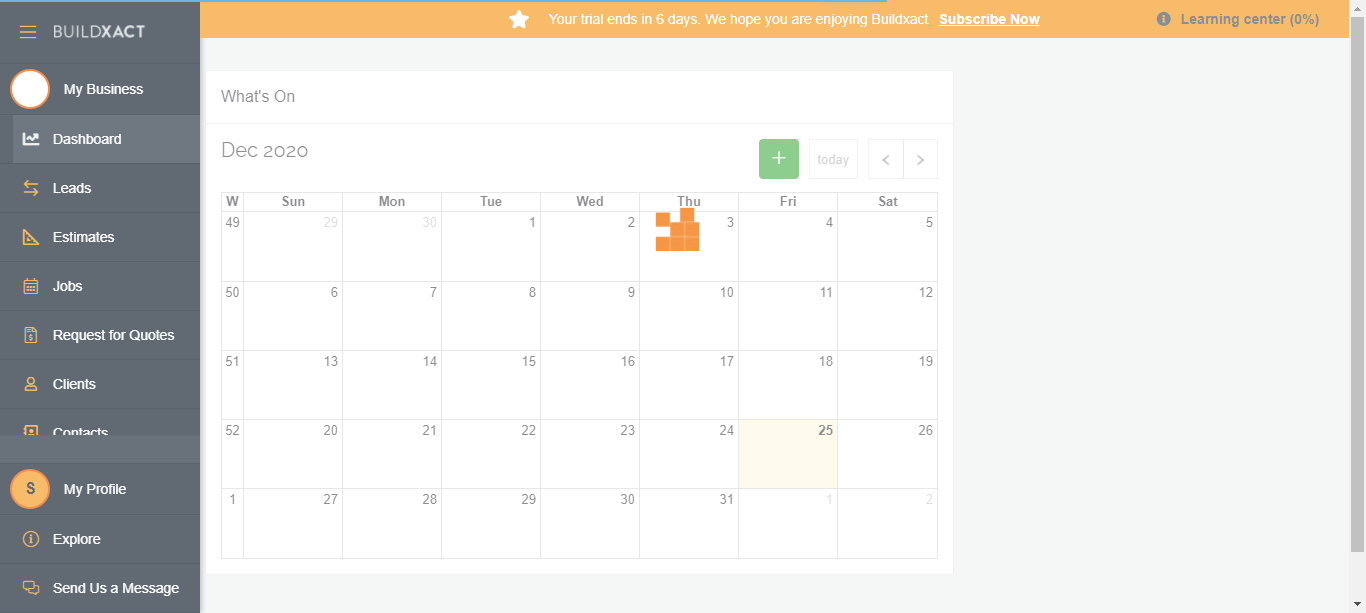 BUILDXACT
Your trial ends in 6 days. We hope you are enjoying Buildxact Subscribe Now
Learning center (0%)
My Business
Dashboard
Leads
Estimates
Jobs
Request for Quotes
Clients
Contacts
S
My Profile
Explore
Send Us a Message
What's On
Dec 2020
+ today < >
W Sun Mon Tue Wed Thu Fri Sat
49 29 30 1 2 3 4 5
50 6 7 8 9 10 11 12
51 13 14 15 16 17 18 19
52 20 21 22 23 24 25 26
1 27 28 29 30 31 1 2